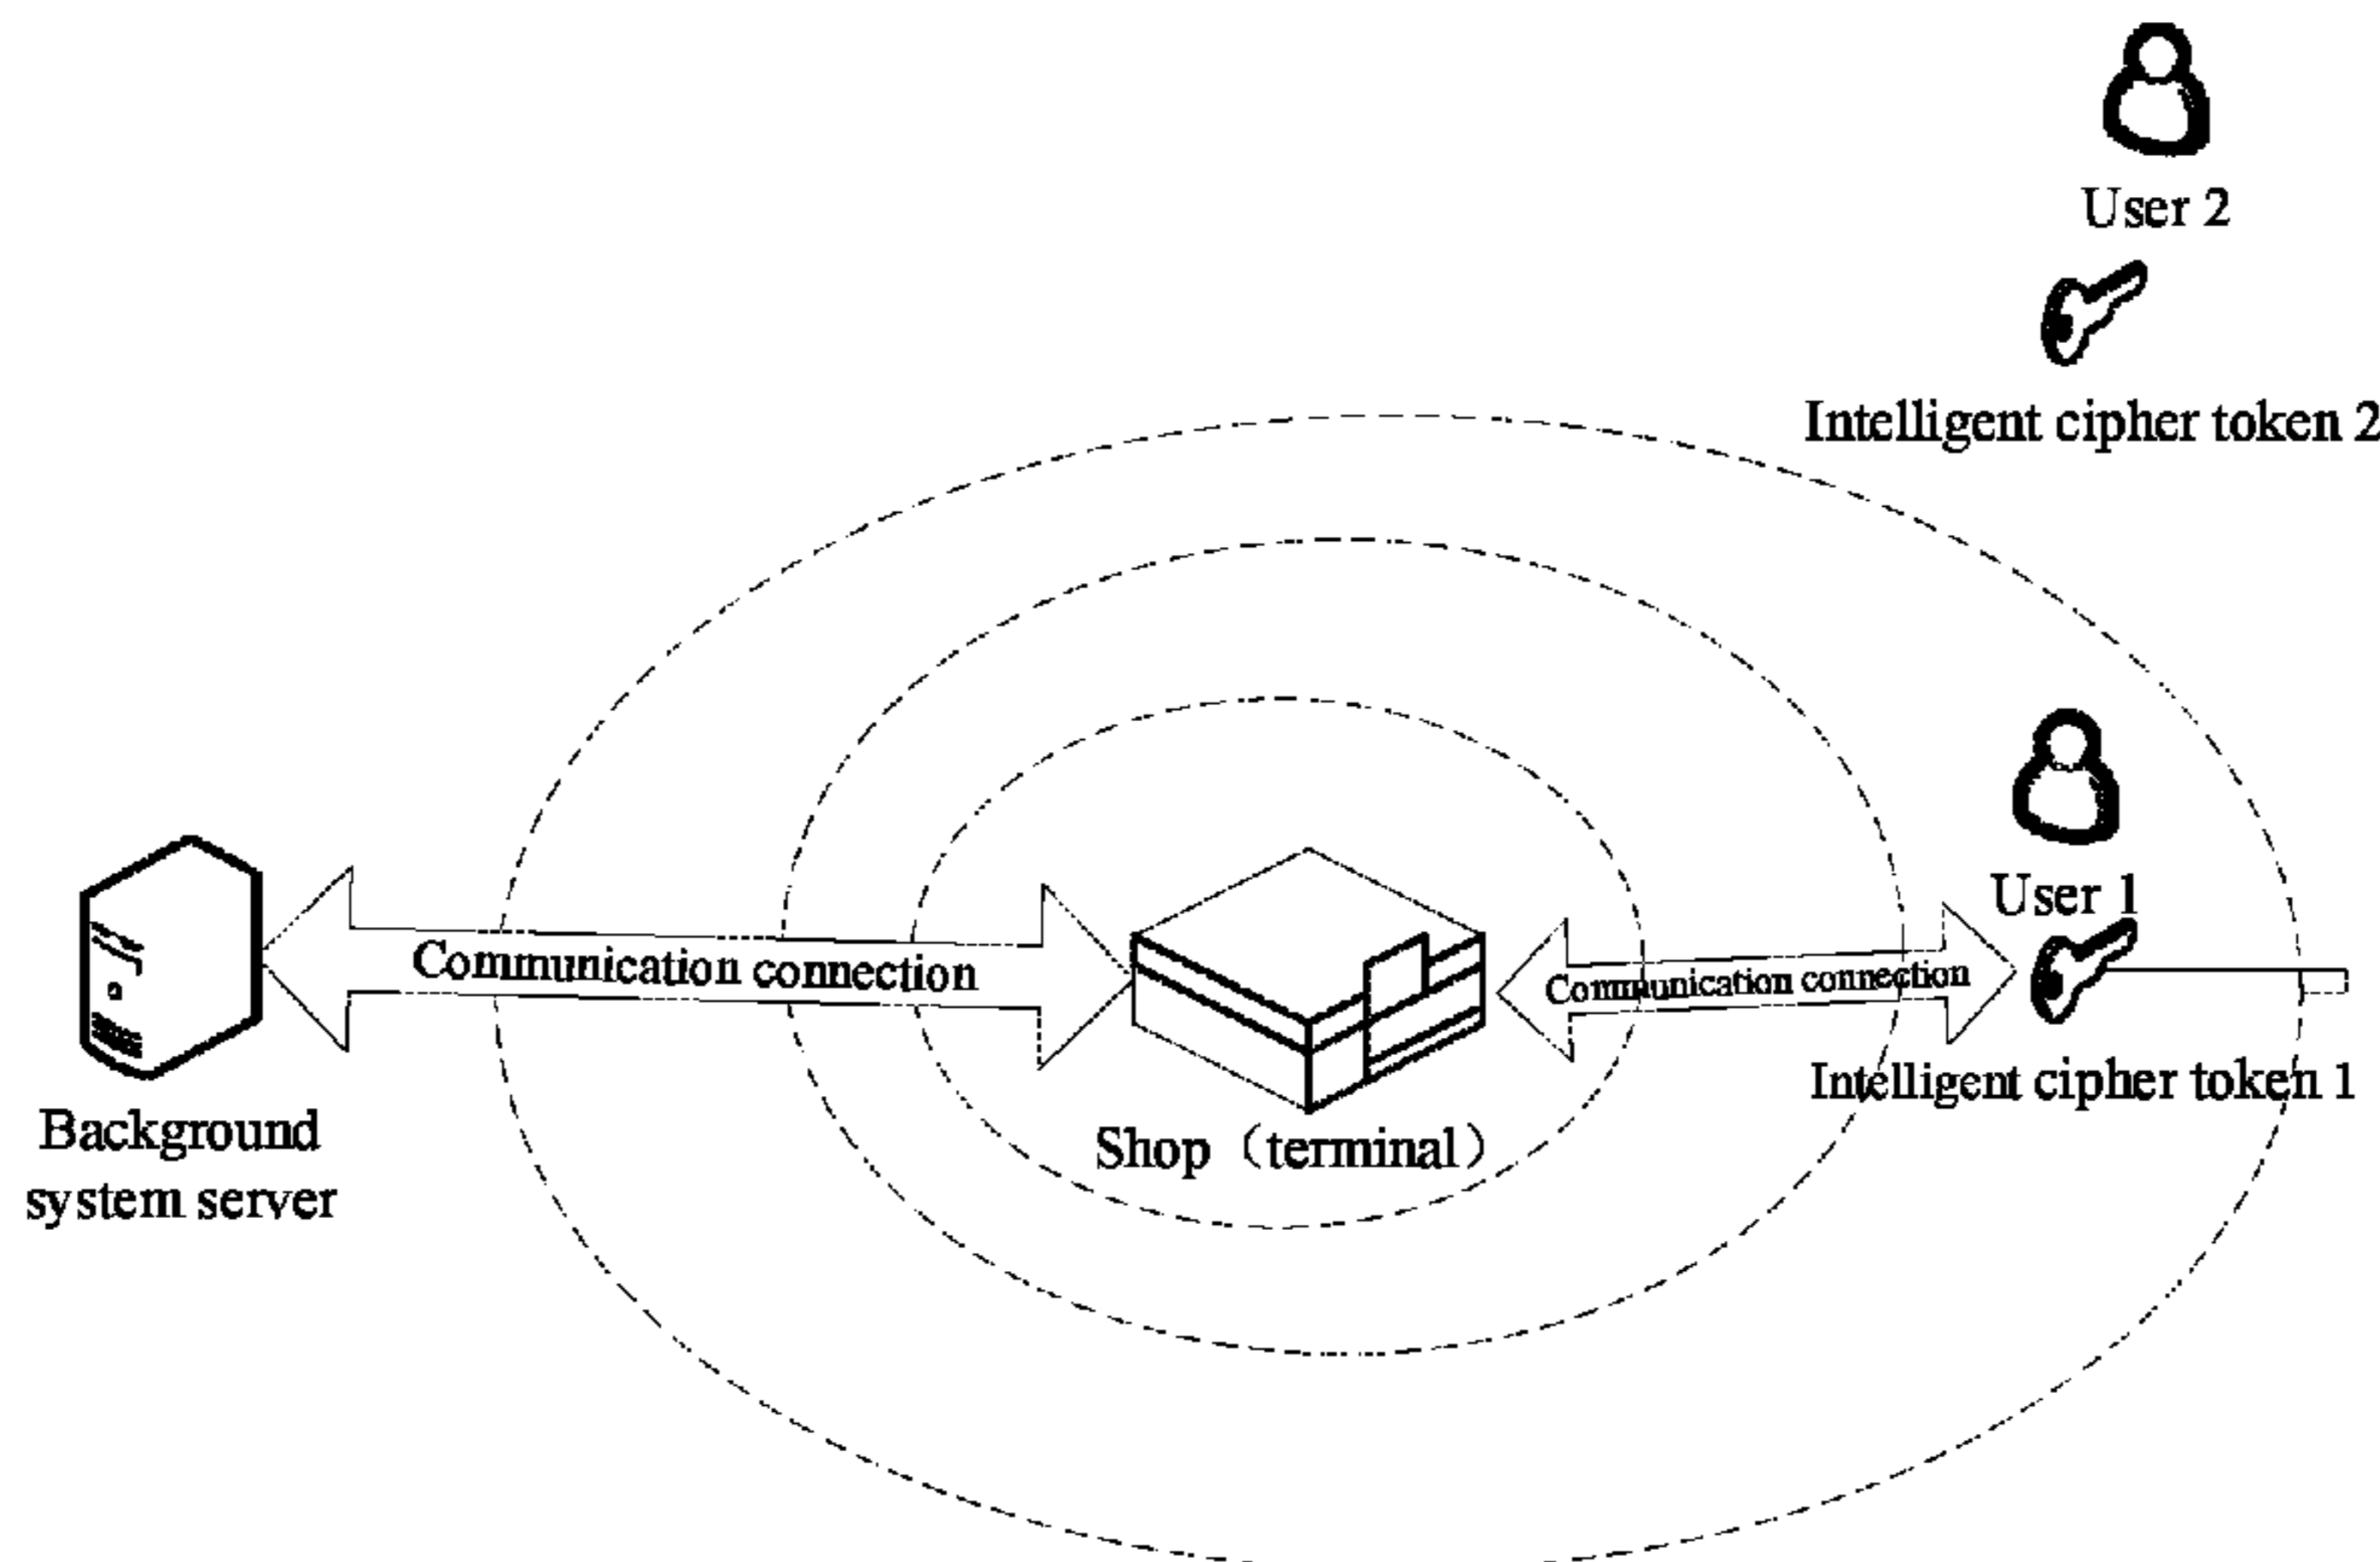 User 2
Intelligent cipher token 2
User 1
Communication connection
Communication connection
Intelligent cipher token 1
Shop（terminal）
Background
system server